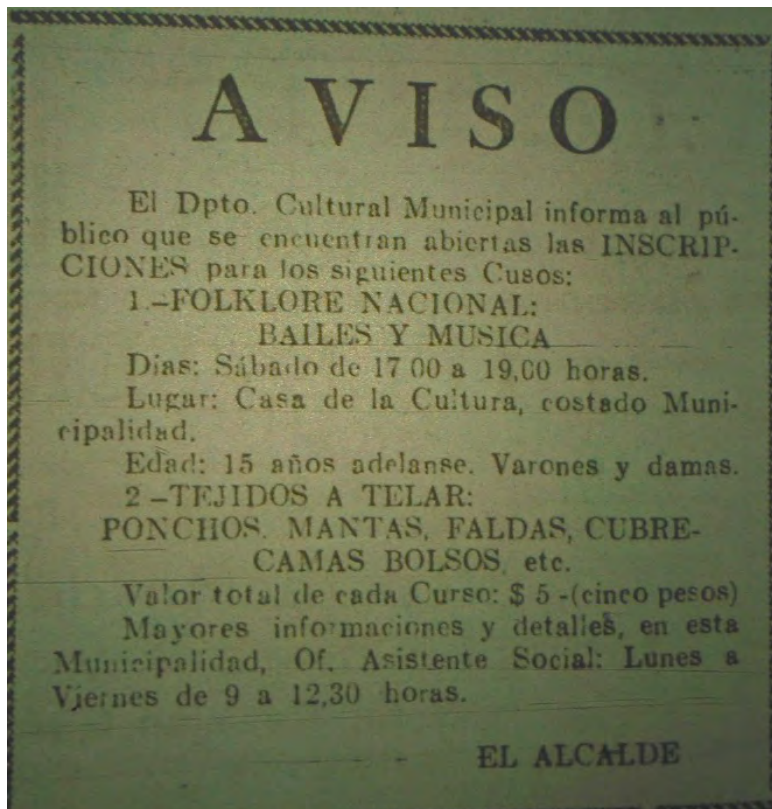 AVISO
El Dpto. Cultural Municipal informa al pú-
blico que se encuentran abiertas las INSCRIP-
CIONES para los siguientes Cusos:
1.-FOLKLORE NACIONAL:
BAILES Y MUSICA
Dias: Sábado de 17 00 a 19,00 horas.
Lugar: Casa de la Cultura, costado Muni-
cipalidad.
Edad: 15 años adelanse. Varones y damas.
2-TEJIDOS A TELAR:
PONCHOS, MANTAS, FALDAS, CUBRE-
CAMAS BOLSOS, etc.
Valor total de cada Curso: $ 5-(cinco pesos)
Mayores informaciones y detalles, en esta
Municipalidad, Of. Asistente Social: Lunes a
Viernes de 9 a 12,30 horas.
EL ALCALDE